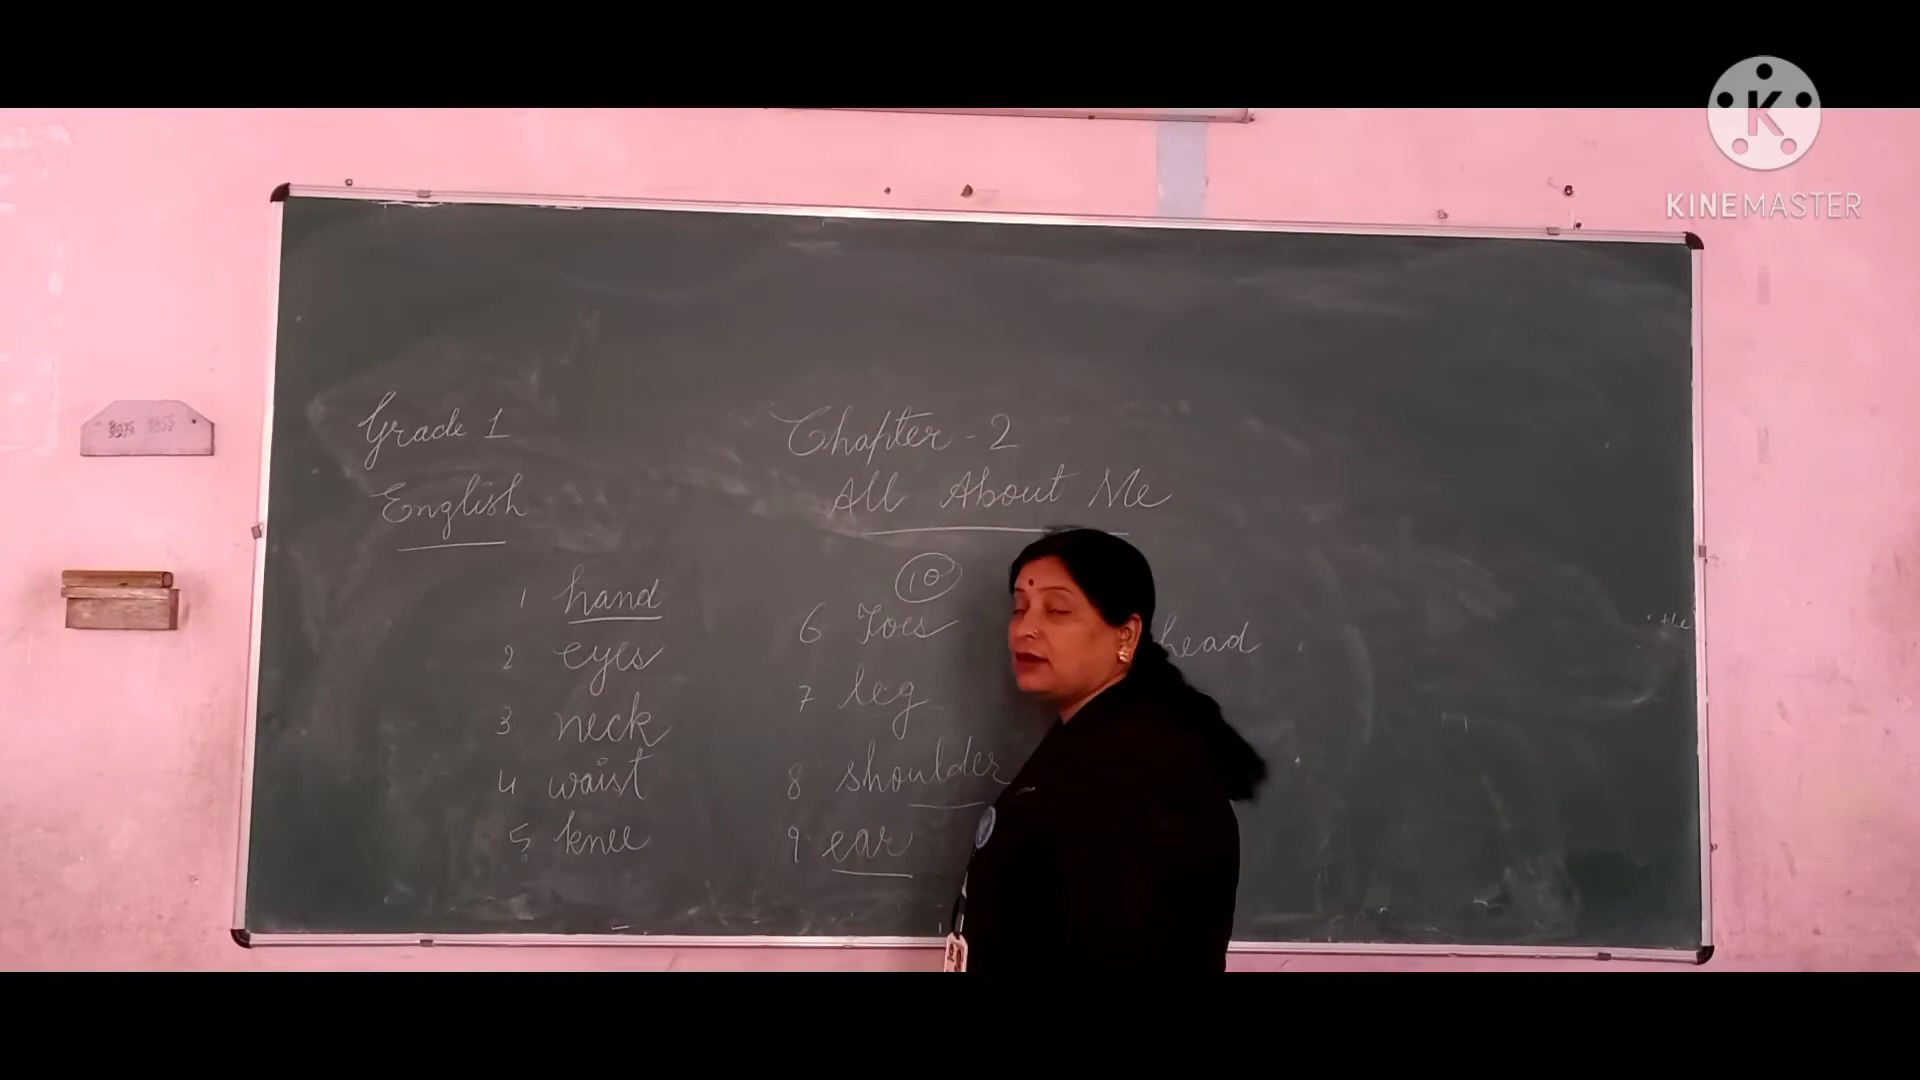 KINEMASTER
Grade 1
Chapter - 2
English
All About Me
10
1 hand
2 eyes
3 neck
4 waist
5 knee
6 Toes
7 leg
8 shoulder
9 ear
head
the